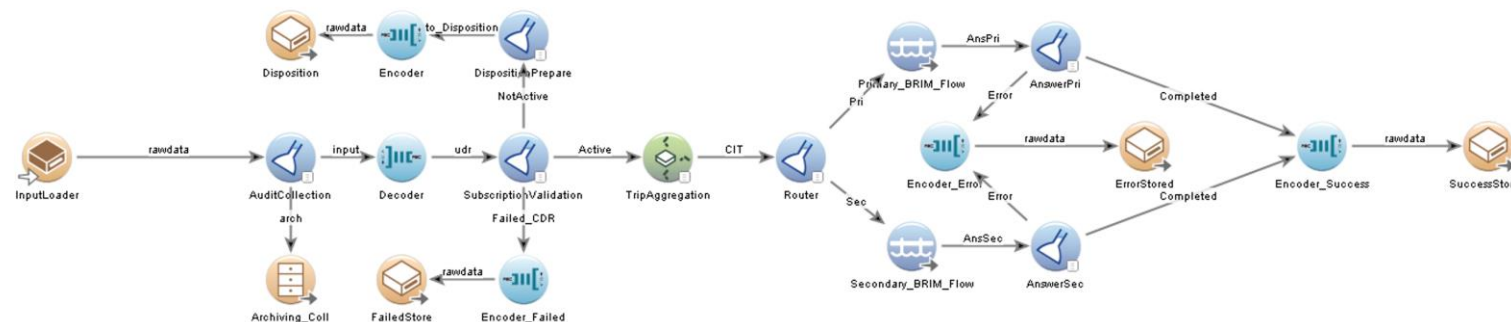 rawdata
to_Disposition
Disposition
Encoder
DispositionPrepare
NotActive
AnsPri
Primary_BRIM_Flow
AnswerPri
Pri
Error
Completed
rawdata
input
udr
Active
CIT
rawdata
rawdata
InputLoader
AuditCollection
Decoder
SubscriptionValidation
TripAggregation
Router
Encoder_Error
ErrorStored
Encoder_Success
SuccessStor
arch
Failed_CDR
Sec
Error
Completed
AnsSec
rawdata
Secondary_BRIM_Flow
AnswerSec
Archiving_Coll
FailedStore
Encoder_Failed